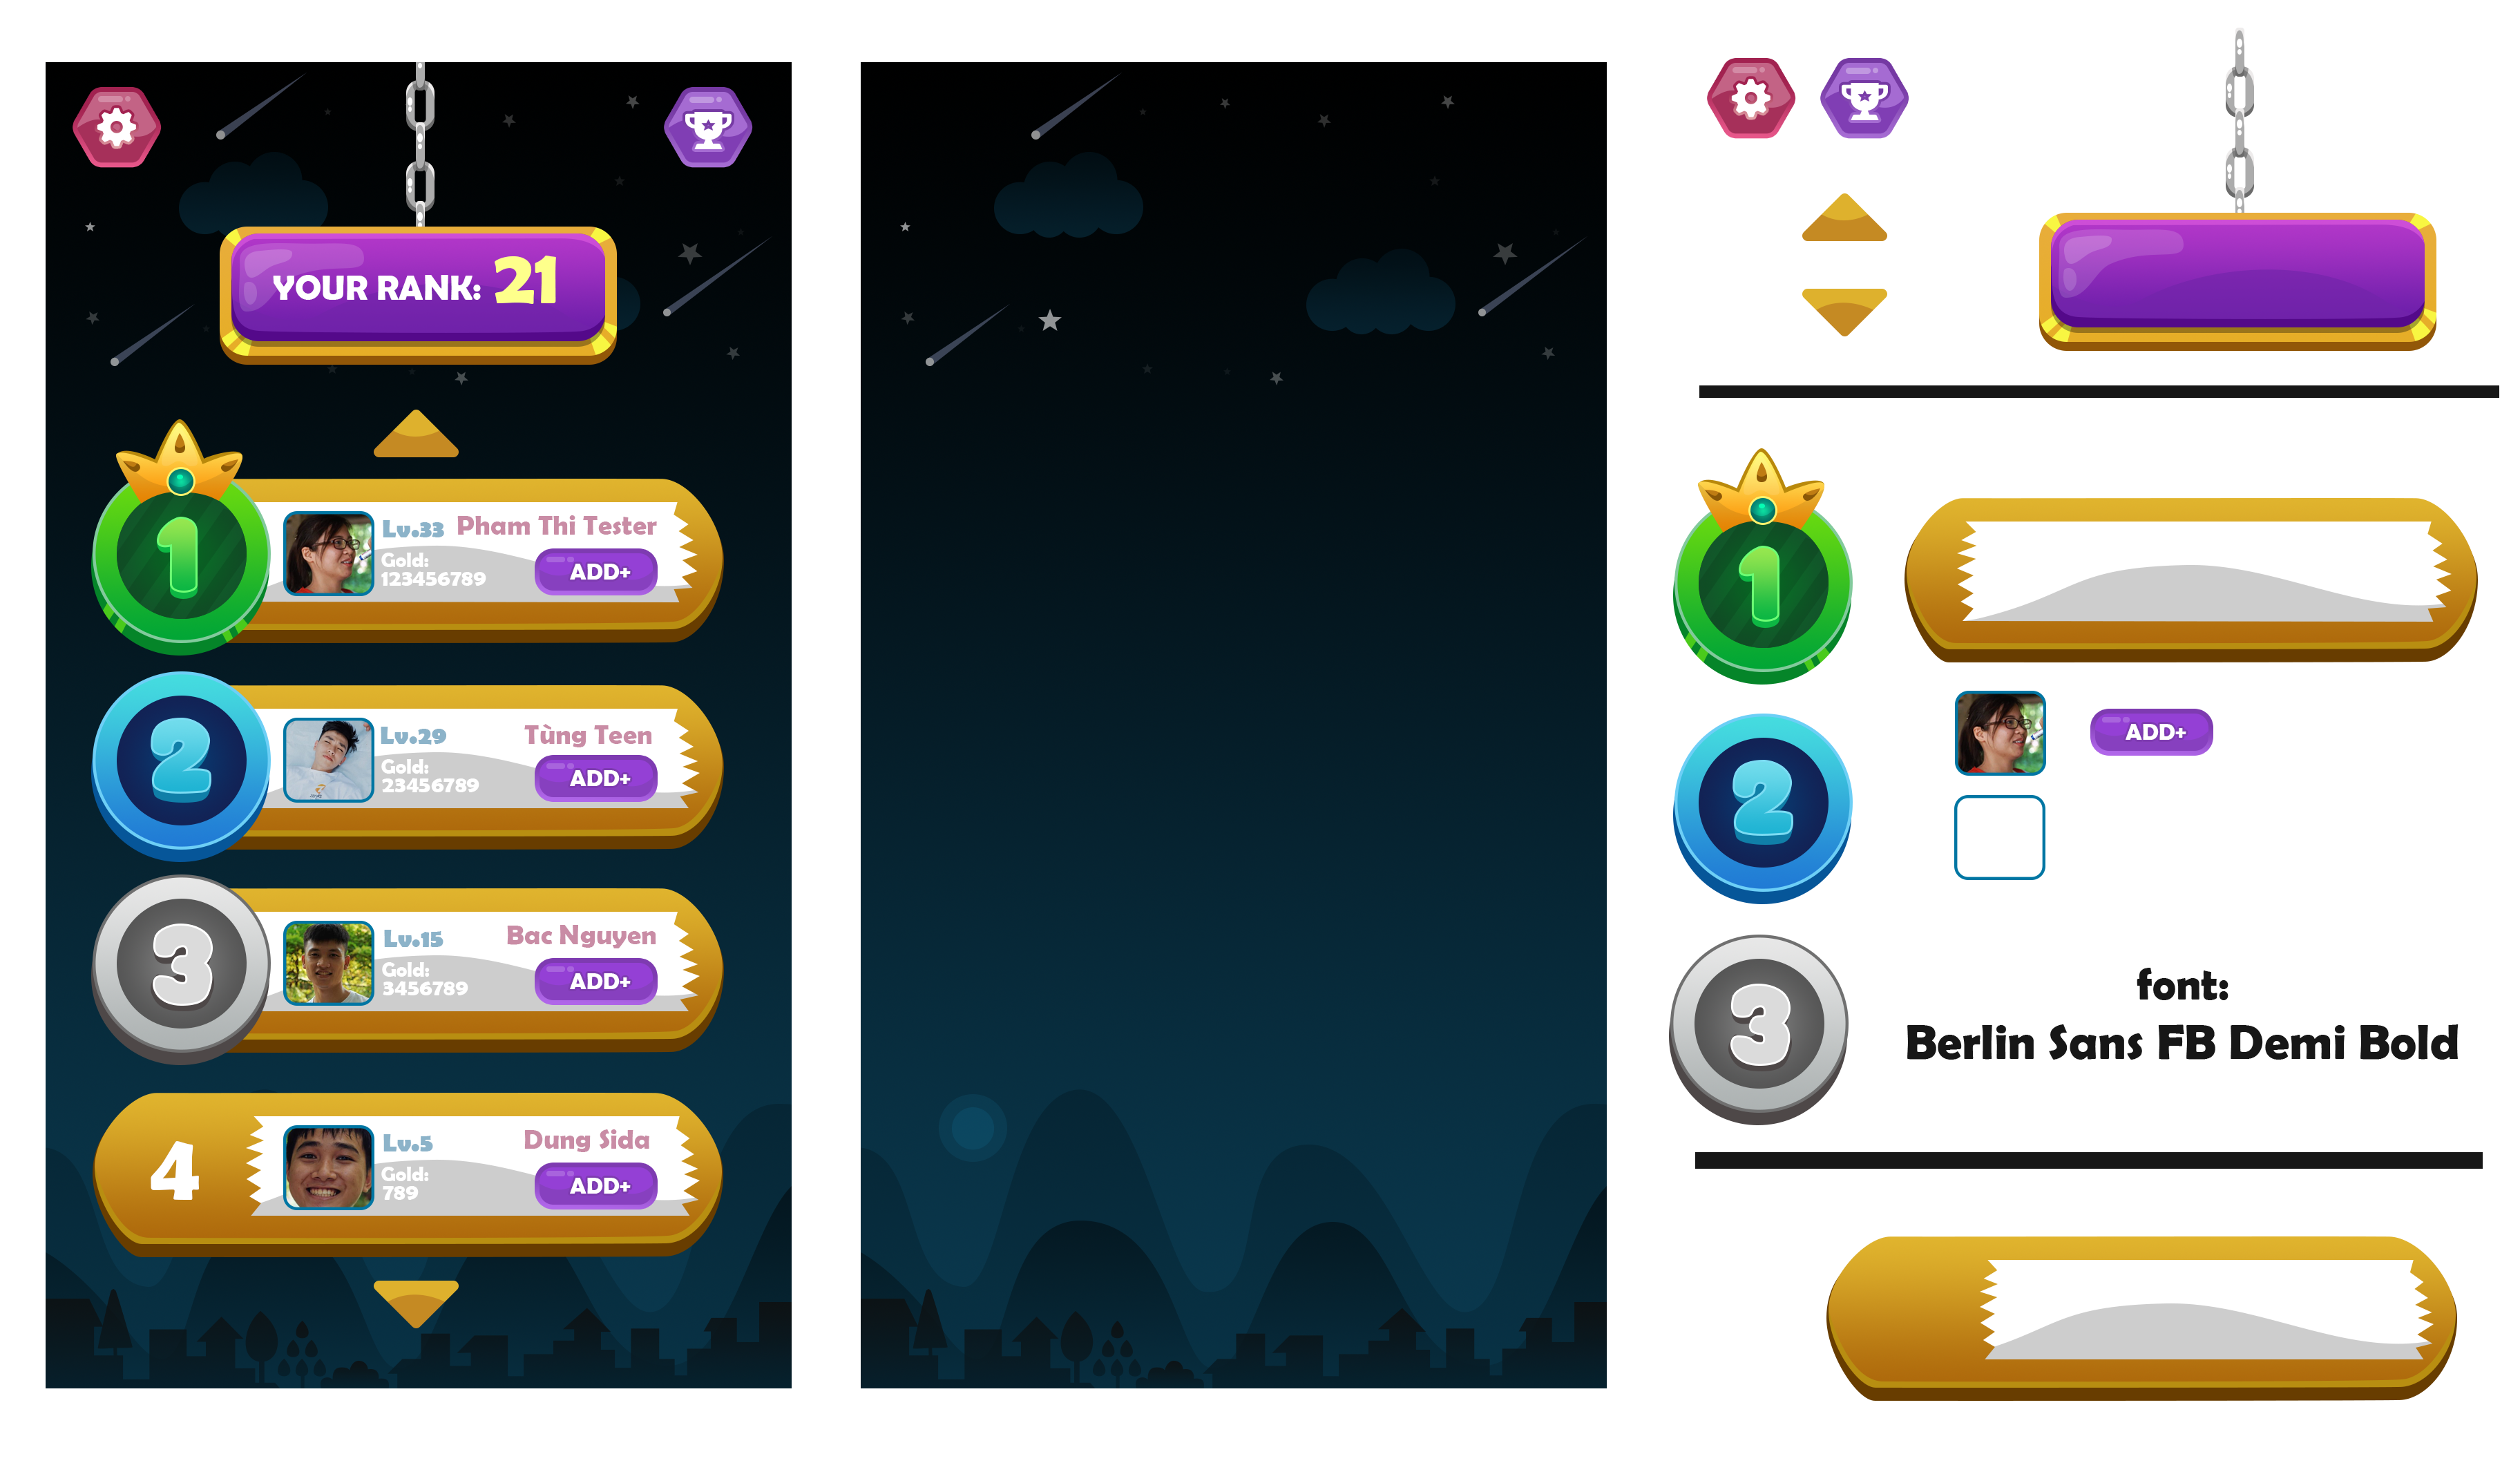 YOUR RANK: 21
1
Lv.33 Pham Thi Tester
Gold:
123456789
ADD+
2
Lv.29 Tùng Teen
Gold:
23456789
ADD+
3
Lv.15 Bac Nguyen
Gold:
3456789
ADD+
4
Lv.5 Dung Sida
Gold:
789
ADD+
1
ADD+
2
3
font:
Berlin Sans FB Demi Bold